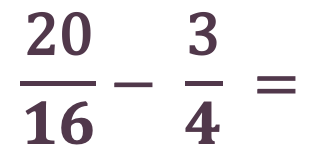 20/16 − 3/4 =